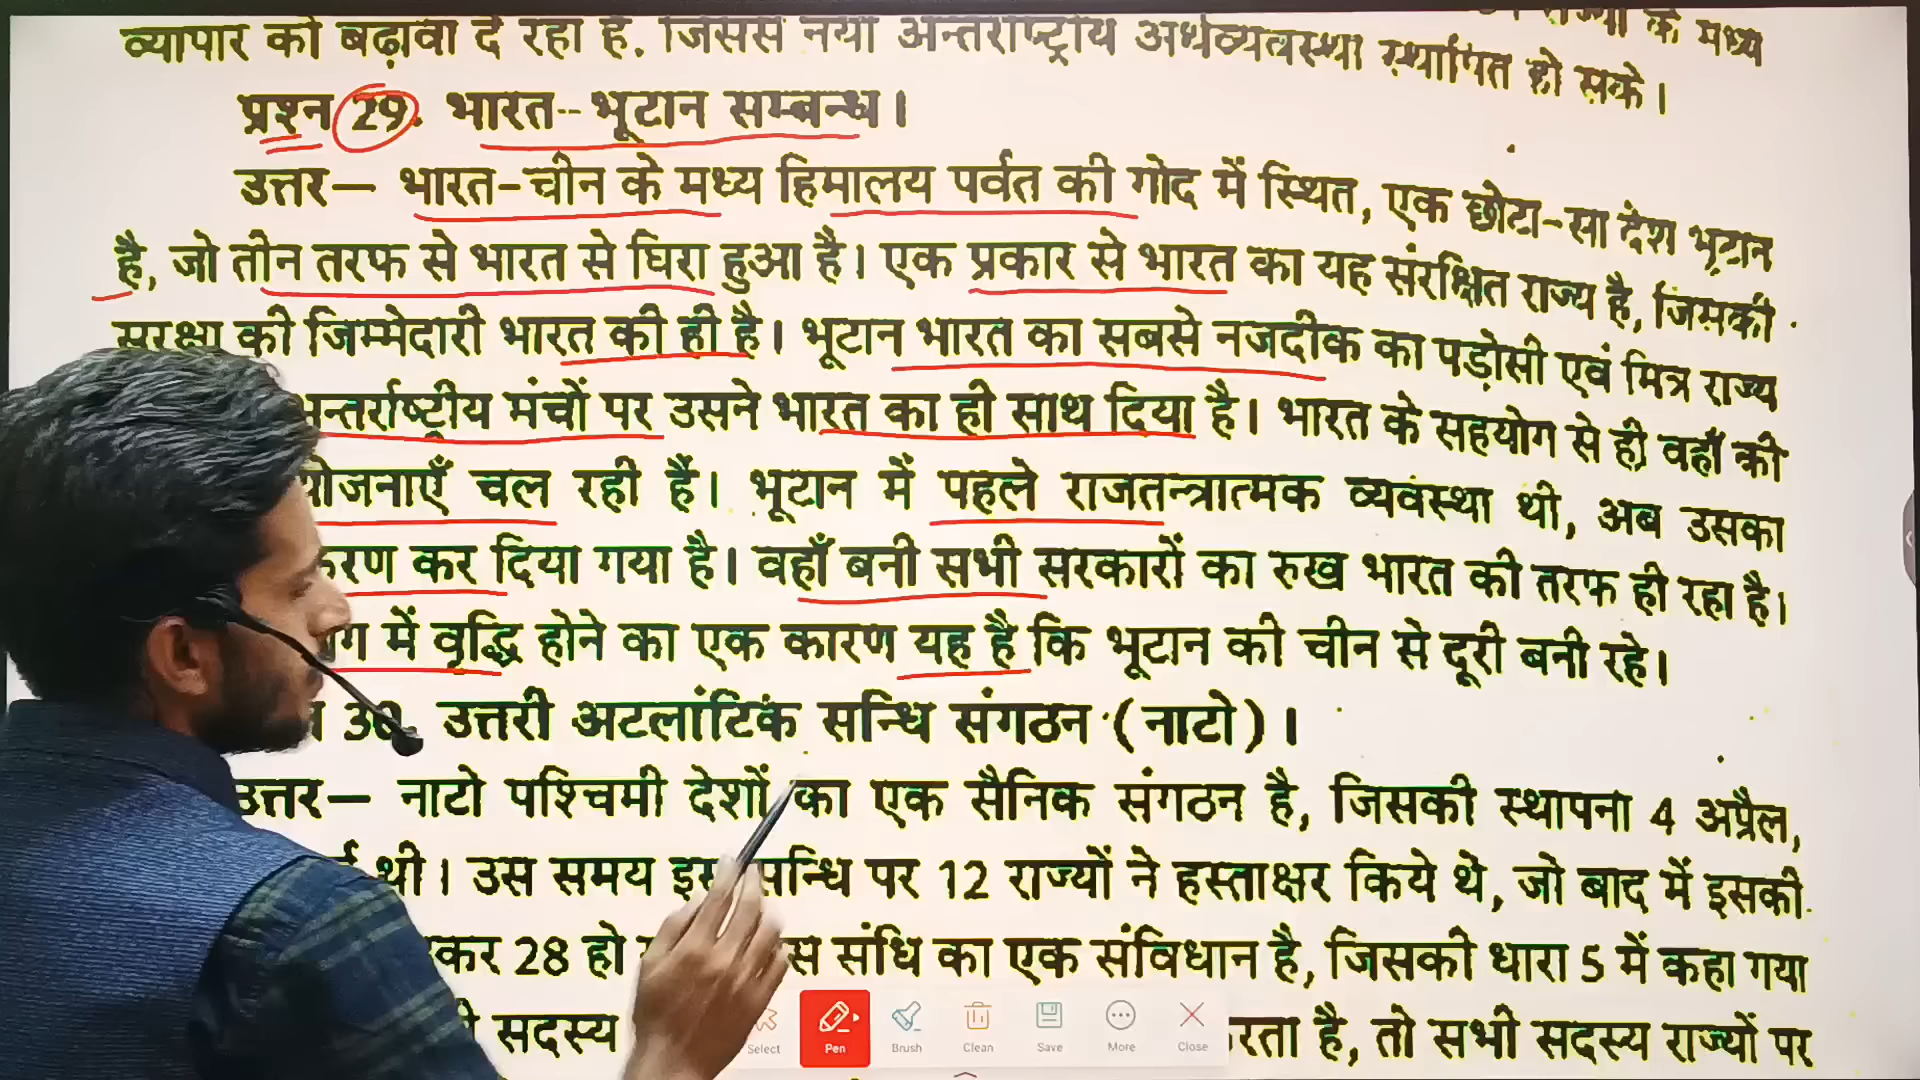 व्यापार को बढ़ावा दे रहा है, जिससे नयी अन्तर्राष्ट्रीय अर्थव्यवस्था स्थापित हो सके।
के मध्य
प्रश्न 29. भारत-भूटान सम्बन्ध।
उत्तर— भारत-चीन के मध्य हिमालय पर्वत की गोद में स्थित, एक छोटा-सा देश भूटान
है, जो तीन तरफ से भारत से घिरा हुआ है। एक प्रकार से भारत का यह संरक्षित राज्य है, जिसकी
सुरक्षा की जिम्मेदारी भारत की ही है। भूटान भारत का सबसे नजदीक का पड़ोसी एवं मित्र राज्य
अन्तर्राष्ट्रीय मंचों पर उसने भारत का ही साथ दिया है। भारत के सहयोग से ही वहाँ की
योजनाएँ चल रही हैं। भूटान में पहले राजतन्त्रात्मक व्यवस्था थी, अब उसका
करण कर दिया गया है। वहाँ बनी सभी सरकारों का रुख भारत की तरफ ही रहा है।
में वृद्धि होने का एक कारण यह है कि भूटान की चीन से दूरी बनी रहे।
30. उत्तरी अटलांटिक सन्धि संगठन (नाटो)।
उत्तर— नाटो पश्चिमी देशों का एक सैनिक संगठन है, जिसकी स्थापना 4 अप्रैल,
थी। उस समय इस सन्धि पर 12 राज्यों ने हस्ताक्षर किये थे, जो बाद में इसकी
कर 28 हो संधि का एक संविधान है, जिसकी धारा 5 में कहा गया
सदस्य है, तो सभी सदस्य राज्यों पर
Select Pen Brush Clean Save More Close